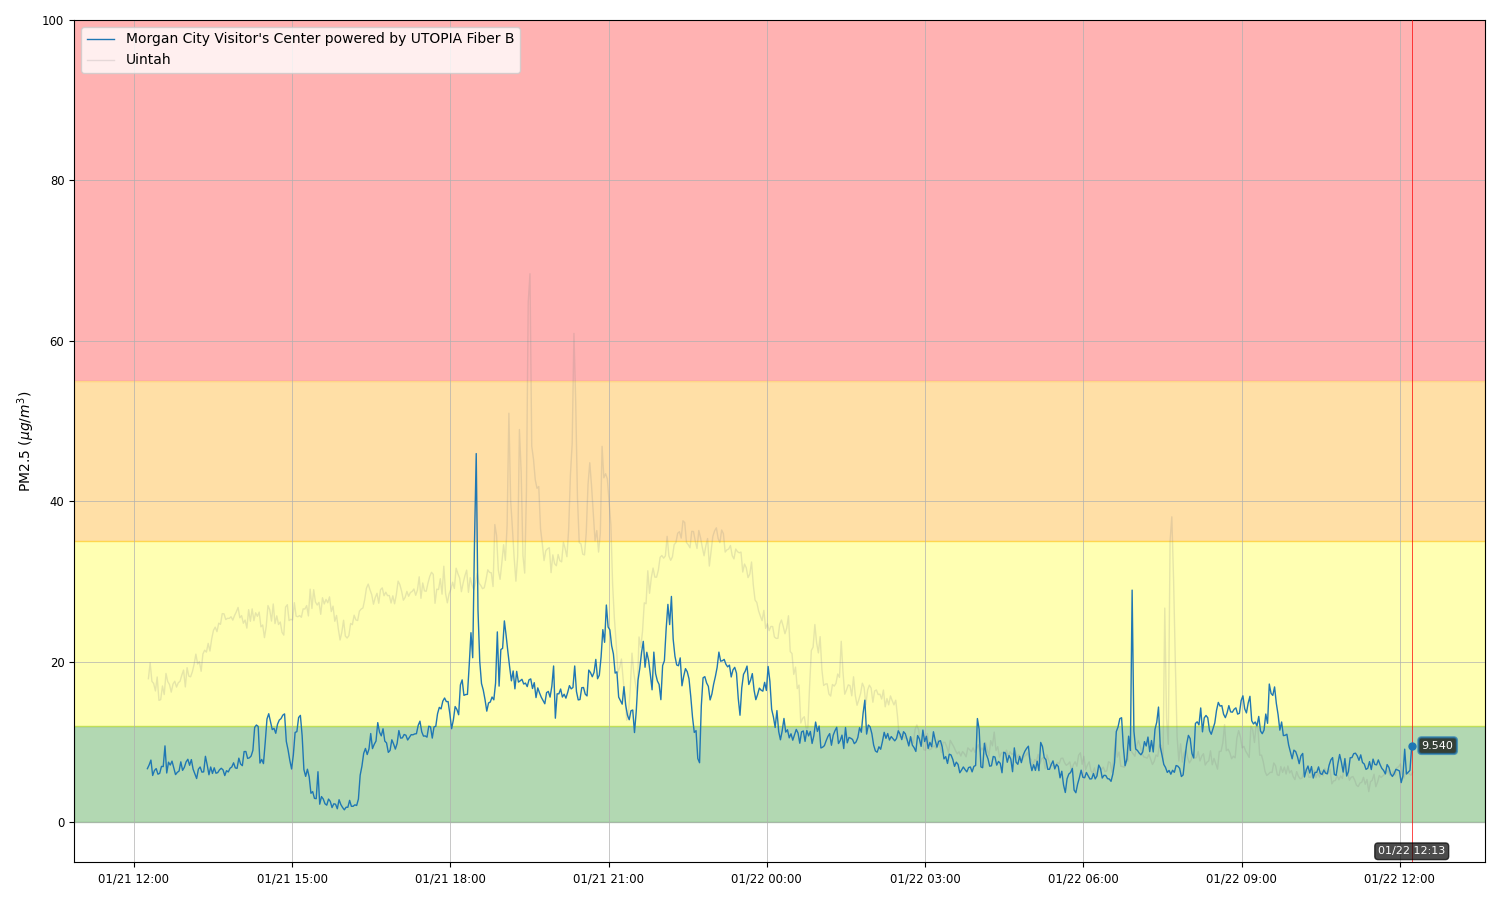 100
Morgan City Visitor's Center powered by UTOPIA Fiber B
Uintah
80
60
PM2.5 (μg/m³)
40
20
9.540
0
01/22 12:13
01/21 12:00 01/21 15:00 01/21 18:00 01/21 21:00 01/22 00:00 01/22 03:00 01/22 06:00 01/22 09:00 01/22 12:00